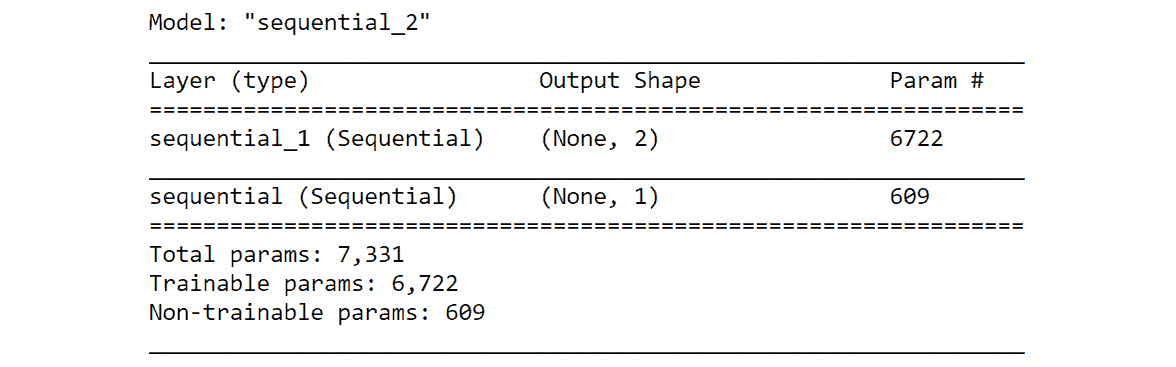 Model: "sequential_2"
Layer (type) Output Shape Param #
=================================================================
sequential_1 (Sequential) (None, 2) 6722
sequential (Sequential) (None, 1) 609
=================================================================
Total params: 7,331
Trainable params: 6,722
Non-trainable params: 609